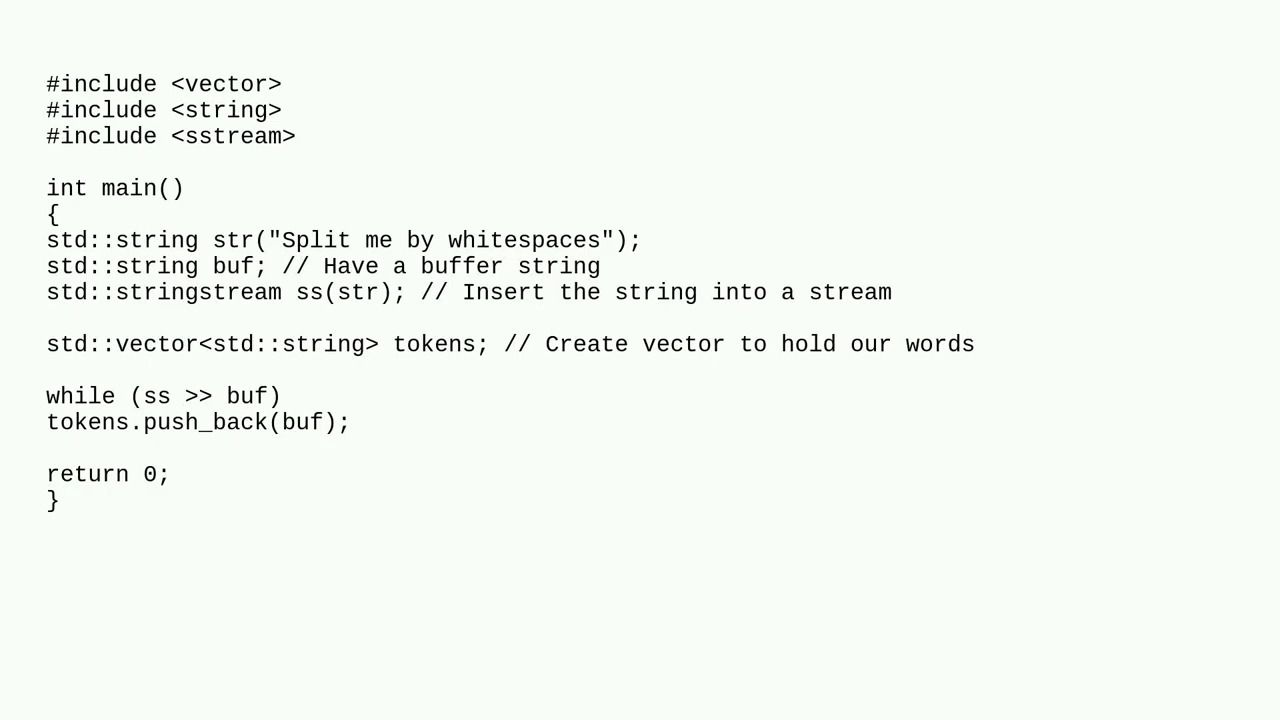 #include <vector>
#include <string>
#include <sstream>
int main()
{
std::string str("Split me by whitespaces");
std::string buf; // Have a buffer string
std::stringstream ss(str); // Insert the string into a stream
std::vector<std::string> tokens; // Create vector to hold our words
while (ss >> buf)
tokens.push_back(buf);
return 0;
}